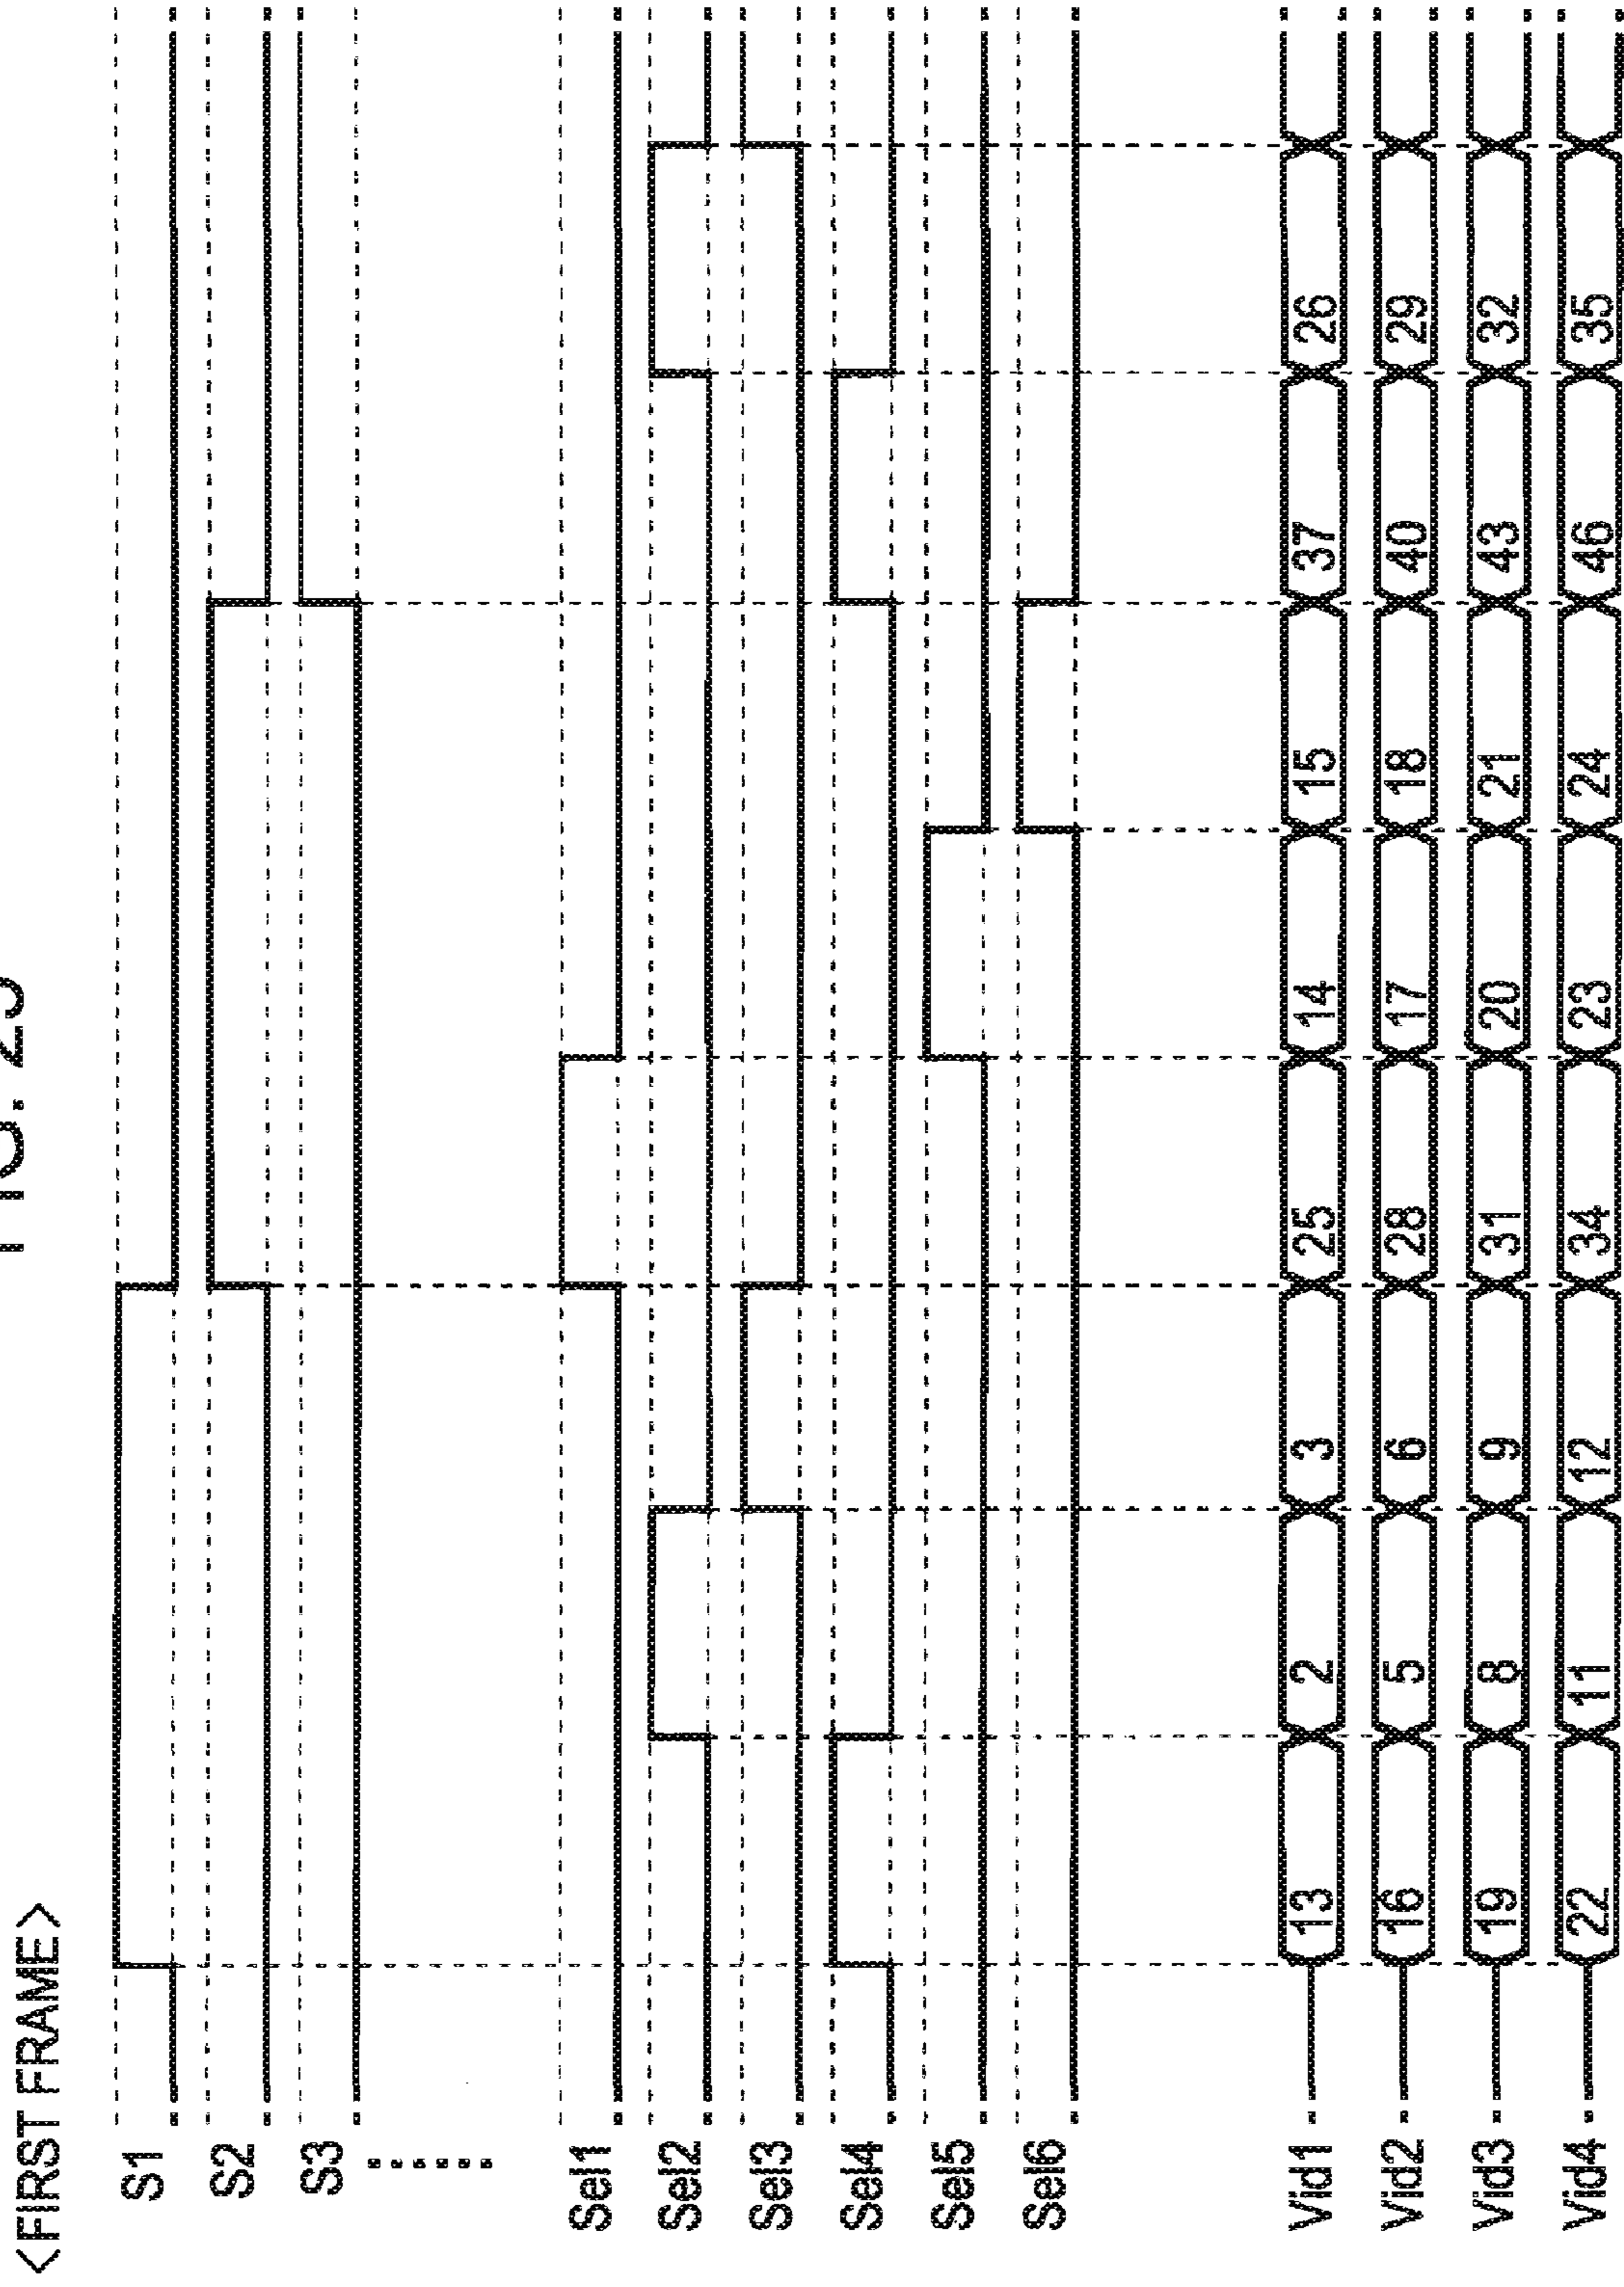 FIG.
<FIRST FRAME>
S1
S2
S3
Sel1
Sel2
Sel3
Sel4
Sel5
Sel6
Vid1 13 2 3 25 14 15 37 26
Vid2 16 5 6 28 17 18 40 29
Vid3 19 8 9 31 20 21 43 32
Vid4 22 11 12 34 23 24 46 35